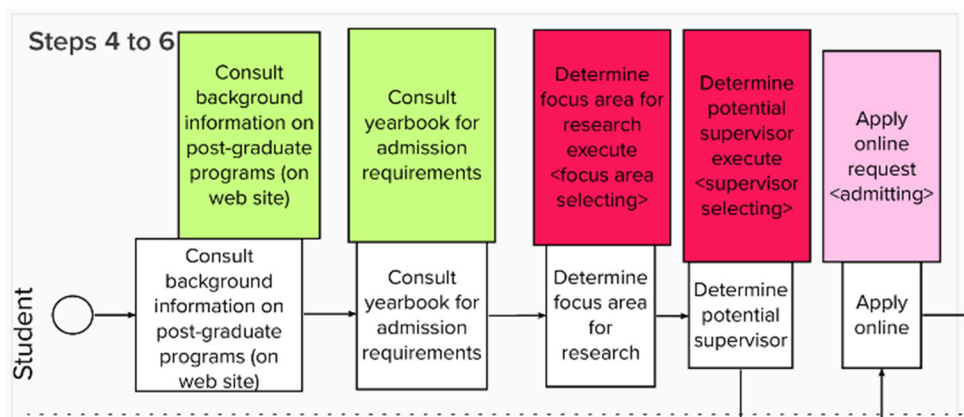 Steps 4 to 6
Consult
background
information on
post-graduate
programs (on
web site)
Consult
yearbook for
admission
requirements
Determine
focus area for
research
execute
<focus area
selecting>
Determine
potential
supervisor
execute
<supervisor
selecting>
Apply
online
request
<admitting>
Student
Consult
background
information on
post-graduate
programs (on
web site)
Consult
yearbook for
admission
requirements
Determine
focus area
for
research
Determine
potential
supervisor
Apply
online